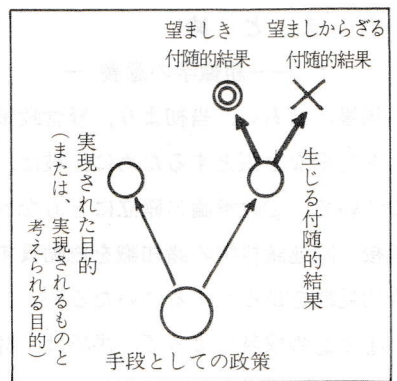 望ましき
付随的結果
望ましからざる
付随的結果
生じる付随的結果
実現された目的
(または、実現されるものと
考えられる目的)
手段としての政策